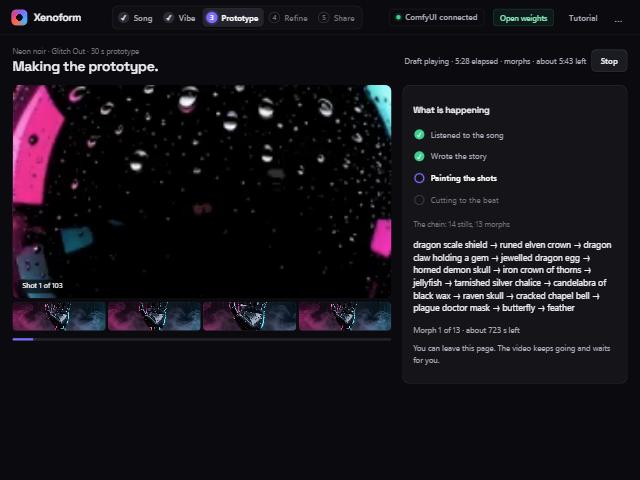 Xenoform
Song
Vibe
3 Prototype
4 Refine
5 Share
ComfyUI connected
Open weights
Tutorial
...
Neon noir · Glitch Out · 30 s prototype
Making the prototype.
Draft playing · 5:28 elapsed · morphs · about 5:43 left
Stop
Shot 1 of 103
What is happening
Listened to the song
Wrote the story
Painting the shots
Cutting to the beat
The chain: 14 stills, 13 morphs
dragon scale shield → runed elven crown → dragon
claw holding a gem → jewelled dragon egg →
horned demon skull → iron crown of thorns →
jellyfish → tarnished silver chalice → candelabra of
black wax → raven skull → cracked chapel bell →
plague doctor mask → butterfly → feather
Morph 1 of 13 · about 723 s left
You can leave this page. The video keeps going and waits
for you.